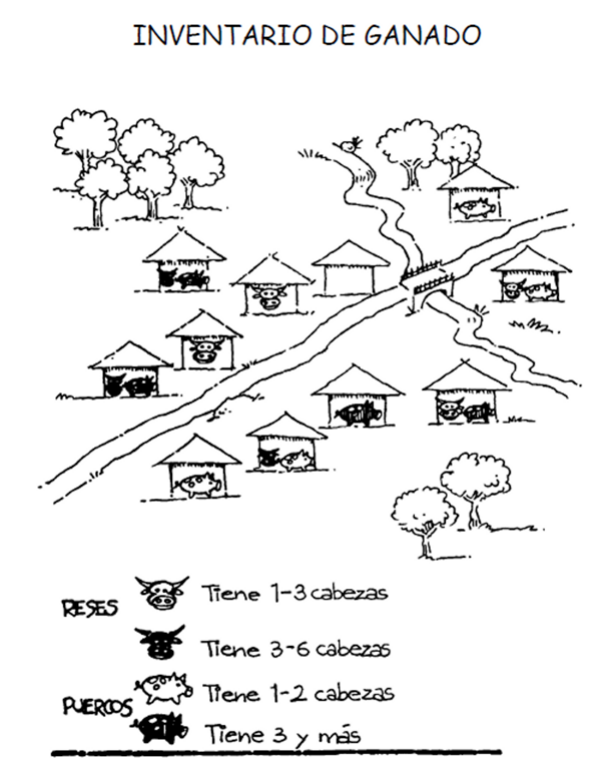 INVENTARIO DE GANADO
RESES
Tiene 1-3 cabezas
Tiene 3-6 cabezas
PUERCOS
Tiene 1-2 cabezas
Tiene 3 y más